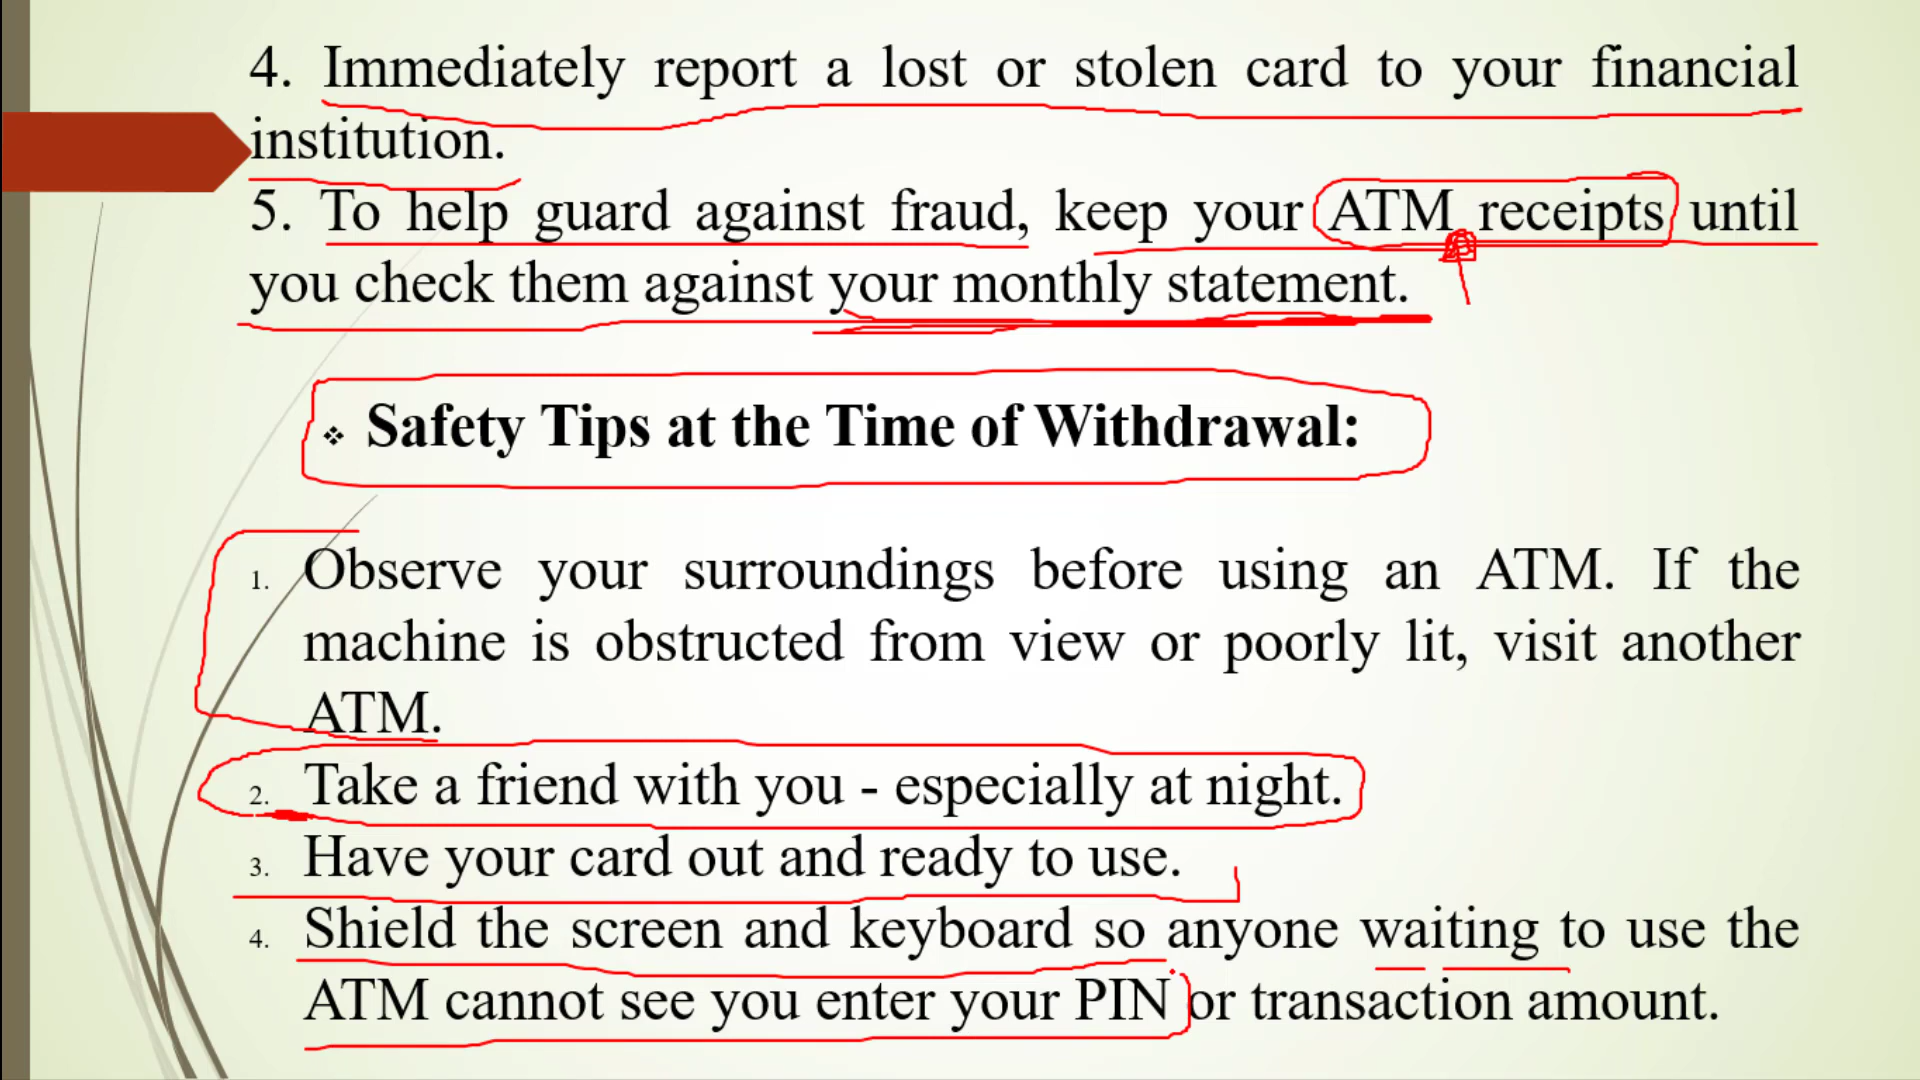 4. Immediately report a lost or stolen card to your financial
institution.
5. To help guard against fraud, keep your ATM receipts until
you check them against your monthly statement.
❖ Safety Tips at the Time of Withdrawal:
1. Observe your surroundings before using an ATM. If the
machine is obstructed from view or poorly lit, visit another
ATM.
2. Take a friend with you - especially at night.
3. Have your card out and ready to use.
4. Shield the screen and keyboard so anyone waiting to use the
ATM cannot see you enter your PIN or transaction amount.